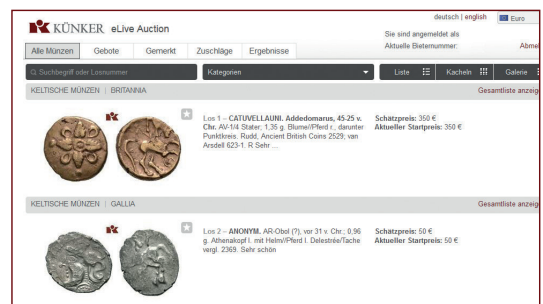 deutsch | english
Euro
KÜNKER eLive Auction
Sie sind angemeldet als
Aktuelle Bieternummer:
Abme
Alle Münzen
Gebote
Gemerkt
Zuschläge
Ergebnisse
Suchbegriff oder Losnummer
Kategorien
Liste
Kacheln
Galerie
KELTISCHE MÜNZEN | BRITANNIA
Gesamtliste anzeige
Los 1 – CATUVELLAUNI. Addedomarus, 45-25 v.
Chr. AV-1/4 Stater; 1,35 g. Blume//Pferd r., darunter
Punktkreis. Rudd, Ancient British Coins 2529; van
Arsdell 623-1. R Sehr ...
Schätzpreis: 350 €
Aktueller Startpreis: 350 €
KELTISCHE MÜNZEN | GALLIA
Gesamtliste anzeige
Los 2 – ANONYM. AR-Obol (?), vor 31 v. Chr.; 0,96
g. Athenakopf l. mit Helm//Pferd l. Delestrée/Tache
vergl. 2369. Sehr schön
Schätzpreis: 50 €
Aktueller Startpreis: 50 €